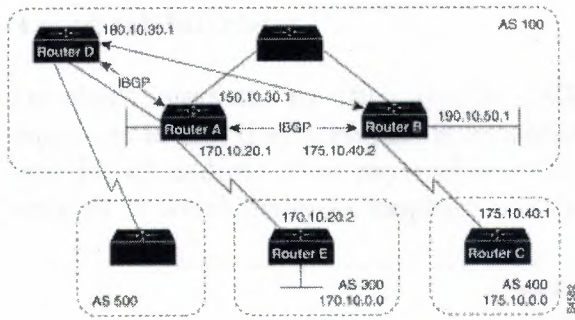 180.10.30.1
AS 100
Router D
IBGP
150.10.30.1
190.10.50.1
Router A
IBGP
Router B
170.10.20.1
175.10.40.2
170.10.20.2
175.10.40.1
Router E
Router C
AS 500
AS 300
170.10.0.0
AS 400
175.10.0.0
S4582